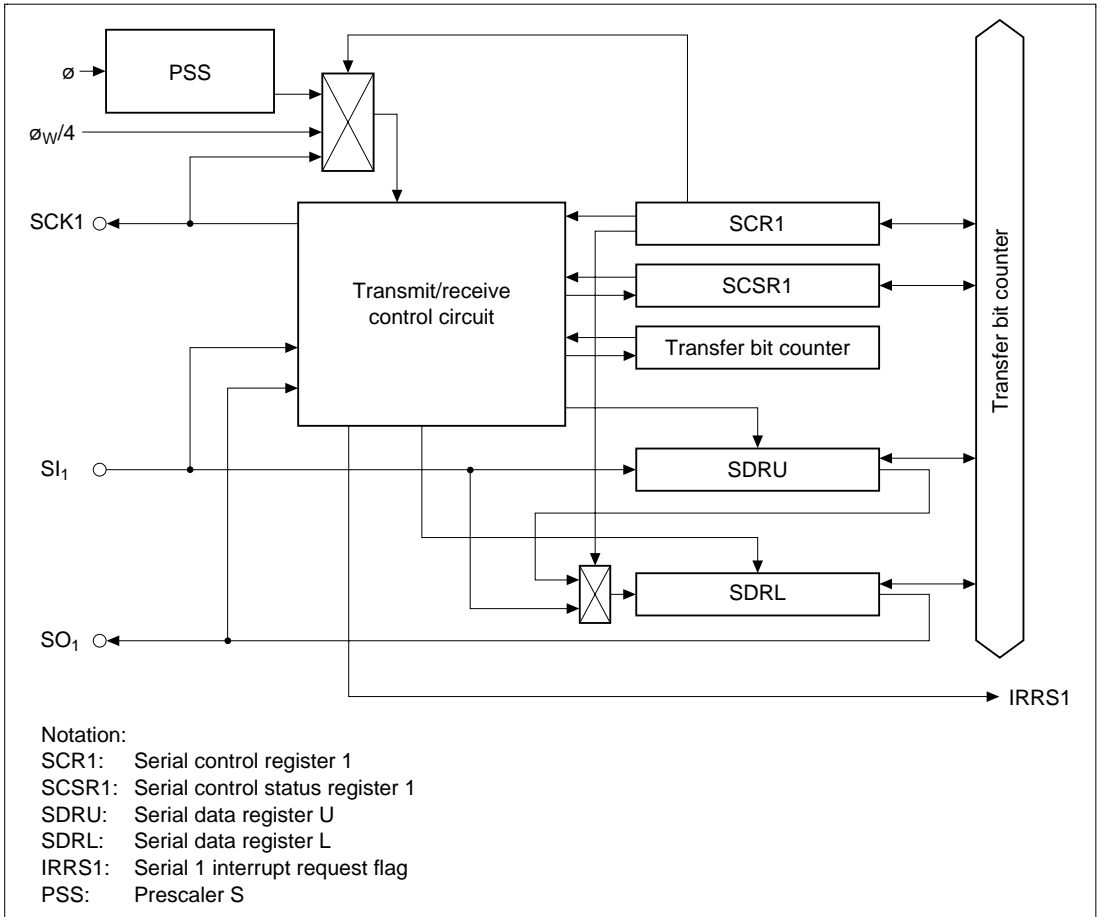 ø
PSS
øW/4
SCK1
SCR1
SCSR1
Transmit/receive
control circuit
Transfer bit counter
Transfer bit counter
SI1
SDRU
SDRL
SO1
IRRS1
Notation:
SCR1: Serial control register 1
SCSR1: Serial control status register 1
SDRU: Serial data register U
SDRL: Serial data register L
IRRS1: Serial 1 interrupt request flag
PSS: Prescaler S